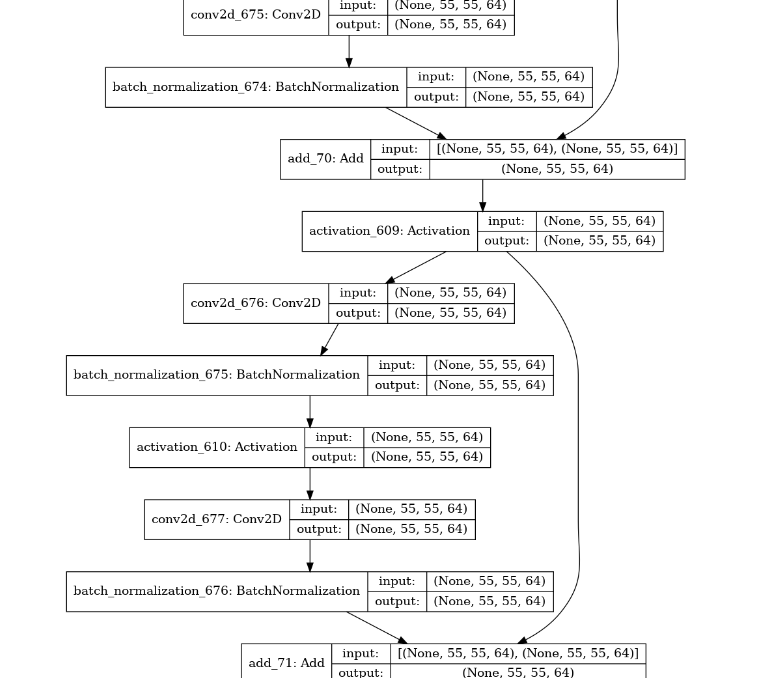 conv2d_675: Conv2D input: (None, 55, 55, 64)
output: (None, 55, 55, 64)
batch_normalization_674: BatchNormalization input: (None, 55, 55, 64)
output: (None, 55, 55, 64)
add_70: Add input: [(None, 55, 55, 64), (None, 55, 55, 64)]
output: (None, 55, 55, 64)
activation_609: Activation input: (None, 55, 55, 64)
output: (None, 55, 55, 64)
conv2d_676: Conv2D input: (None, 55, 55, 64)
output: (None, 55, 55, 64)
batch_normalization_675: BatchNormalization input: (None, 55, 55, 64)
output: (None, 55, 55, 64)
activation_610: Activation input: (None, 55, 55, 64)
output: (None, 55, 55, 64)
conv2d_677: Conv2D input: (None, 55, 55, 64)
output: (None, 55, 55, 64)
batch_normalization_676: BatchNormalization input: (None, 55, 55, 64)
output: (None, 55, 55, 64)
add_71: Add input: [(None, 55, 55, 64), (None, 55, 55, 64)]
output: (None, 55, 55, 64)